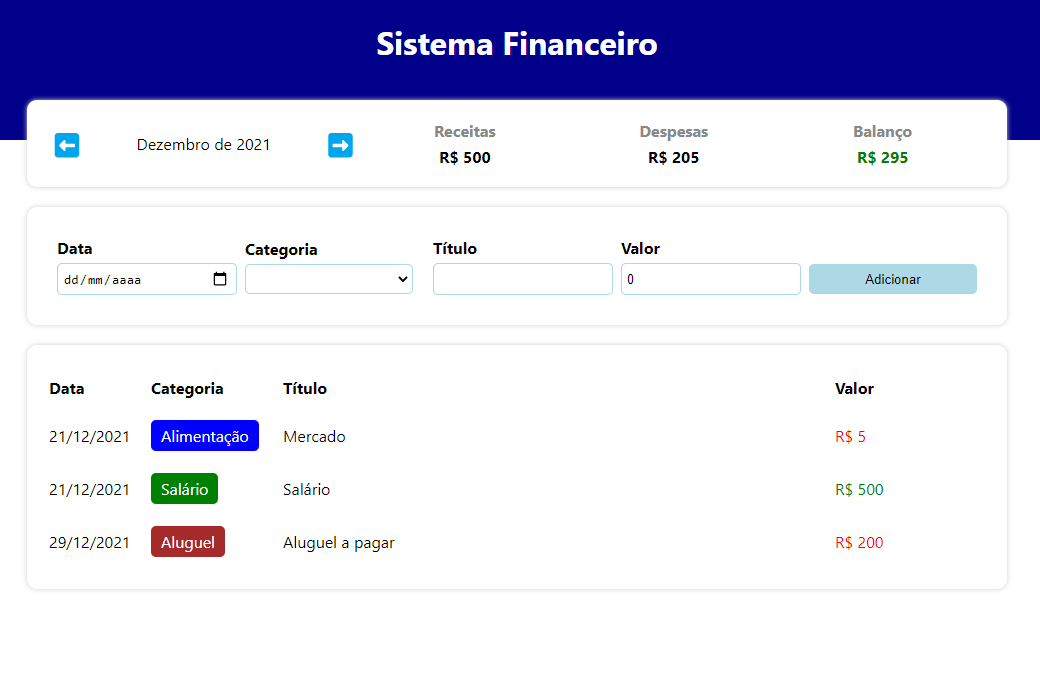 Sistema Financeiro
Dezembro de 2021
Receitas Despesas Balanço
R$ 500 R$ 205 R$ 295
Data Categoria Título Valor
dd/mm/aaaa 0 Adicionar
Data Categoria Título Valor
21/12/2021 Alimentação Mercado R$ 5
21/12/2021 Salário Salário R$ 500
29/12/2021 Aluguel Aluguel a pagar R$ 200